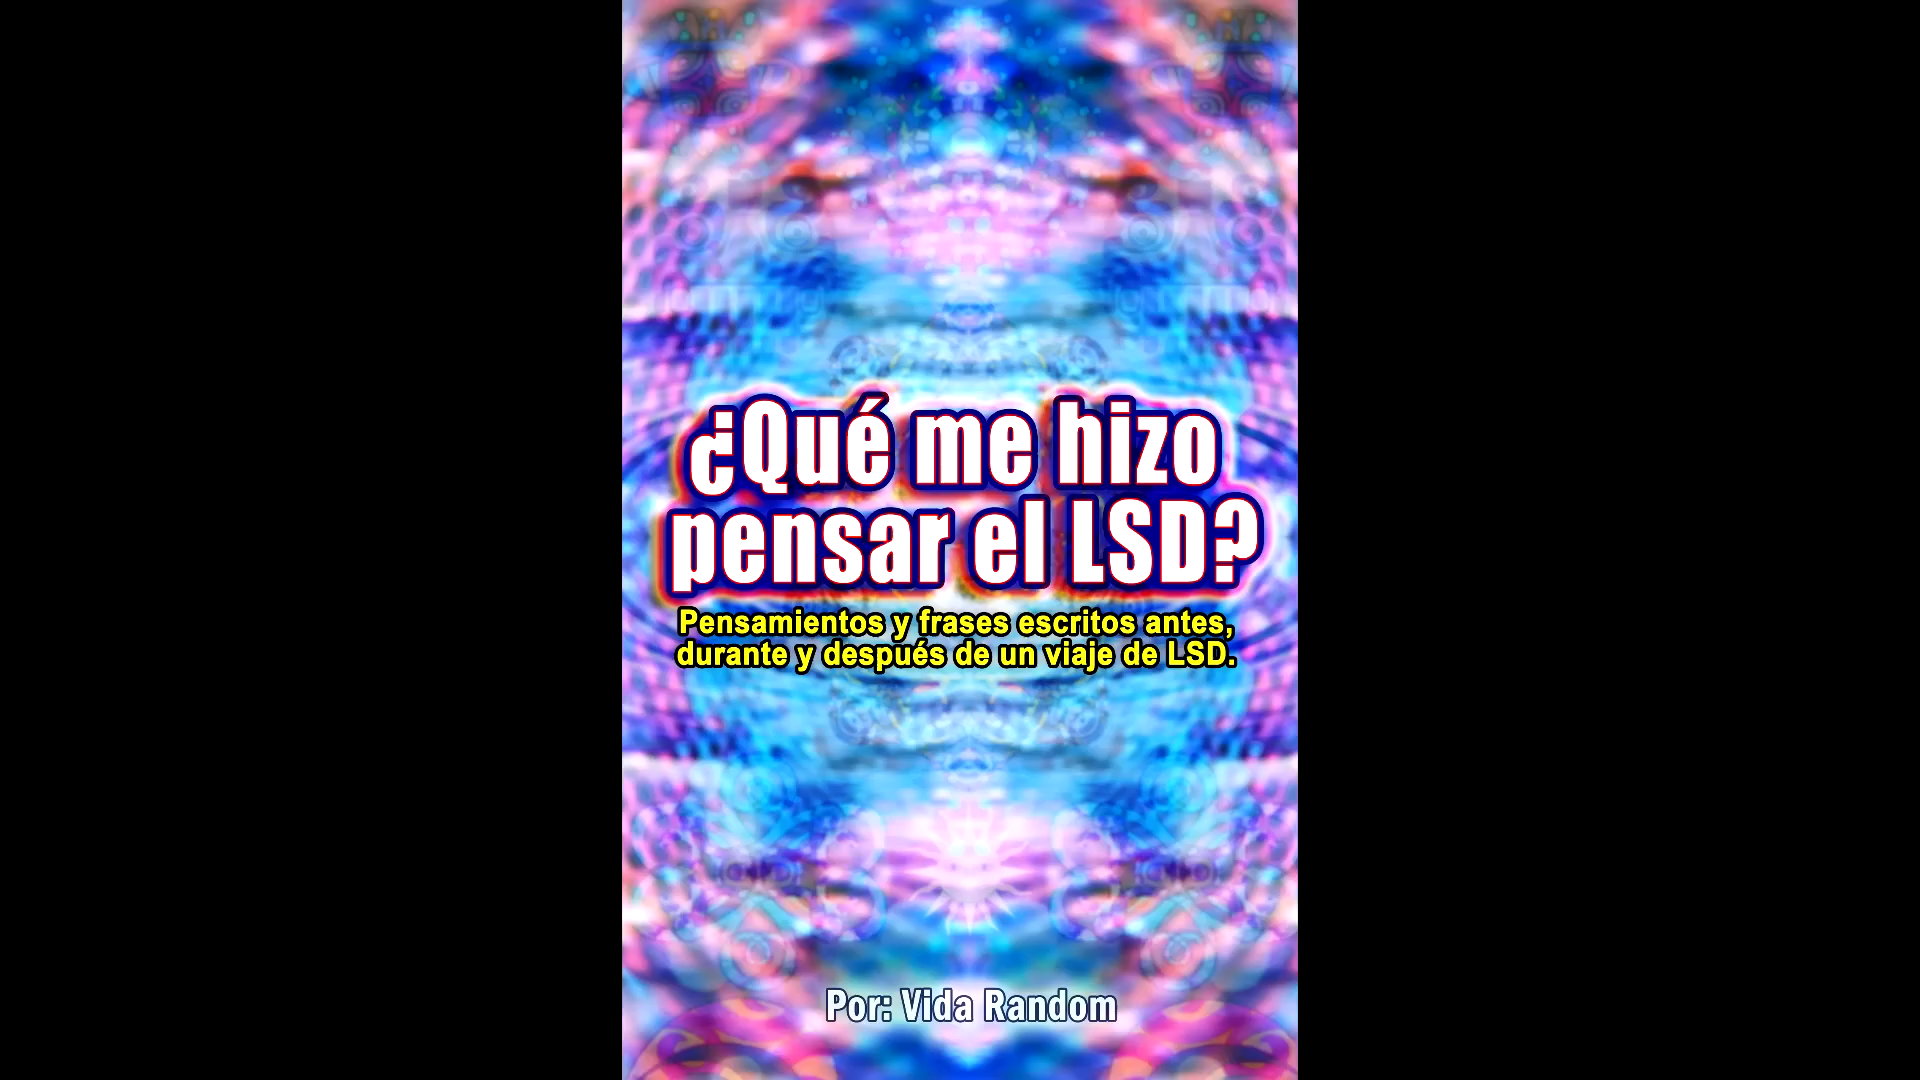 ¿Qué me hizo
pensar el LSD?
Pensamientos y frases escritos antes,
durante y después de un viaje de LSD.
Por: Vida Random